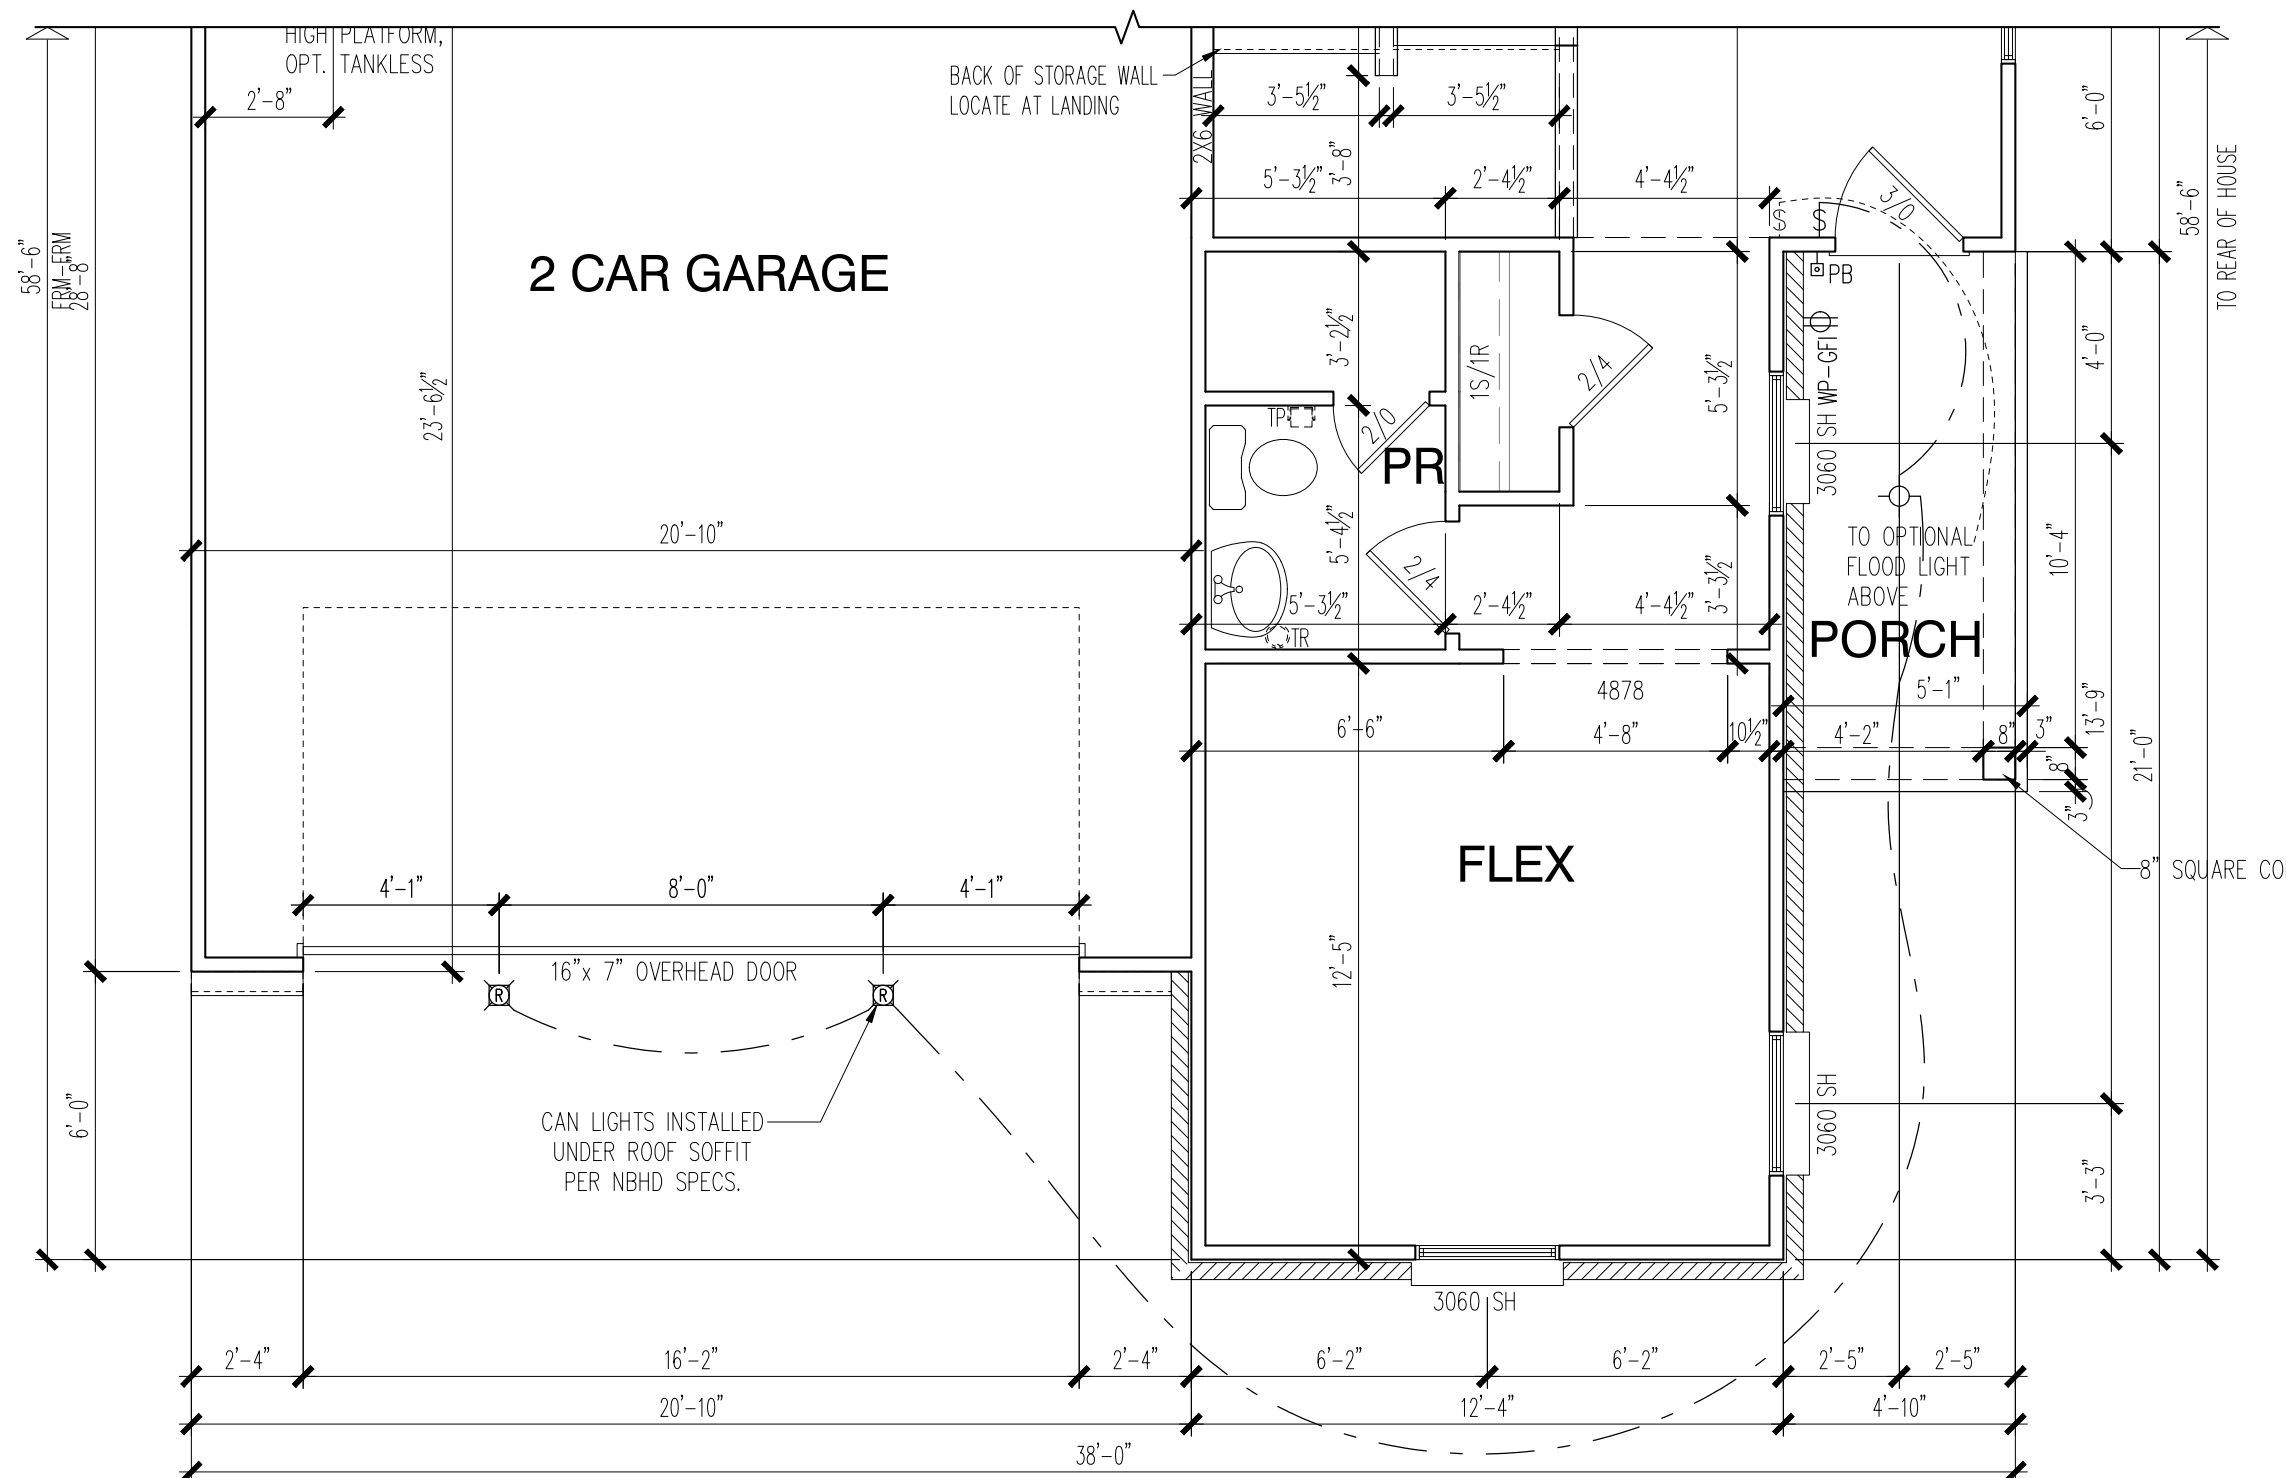 HIGH PLATFORM,
OPT. TANKLESS
2'-8"
BACK OF STORAGE WALL
LOCATE AT LANDING
2X6 WALL
3'-5½"
3'-5½"
3'-8"
6'-0"
5'-3½"
2'-4½"
4'-4½"
3/0
S S
58'-6"
TO REAR OF HOUSE
58'-6"
FRM-FRM
28'-8"
2 CAR GARAGE
PB
3'-2½"
1S/1R
2/4
5'-3½"
WP-GFI
3060 SH
4'-0"
23'-6½"
TP
2/0
PR
20'-10"
5'-4½"
2/4
3'-3½"
TO OPTIONAL
FLOOD LIGHT
ABOVE
10'-4"
5'-3½"
2'-4½"
4'-4½"
TR
PORCH
4878
5'-1"
13'-9"
6'-6"
4'-8"
10½"
4'-2"
8"
3"
21'-0"
8"
3"
FLEX
8" SQUARE CO
4'-1"
8'-0"
4'-1"
16"x 7" OVERHEAD DOOR
R
R
12'-5"
6'-0"
CAN LIGHTS INSTALLED
UNDER ROOF SOFFIT
PER NBHD SPECS.
3060 SH
3'-3"
3060 SH
2'-4"
16'-2"
2'-4"
6'-2"
6'-2"
2'-5"
2'-5"
20'-10"
12'-4"
4'-10"
38'-0"